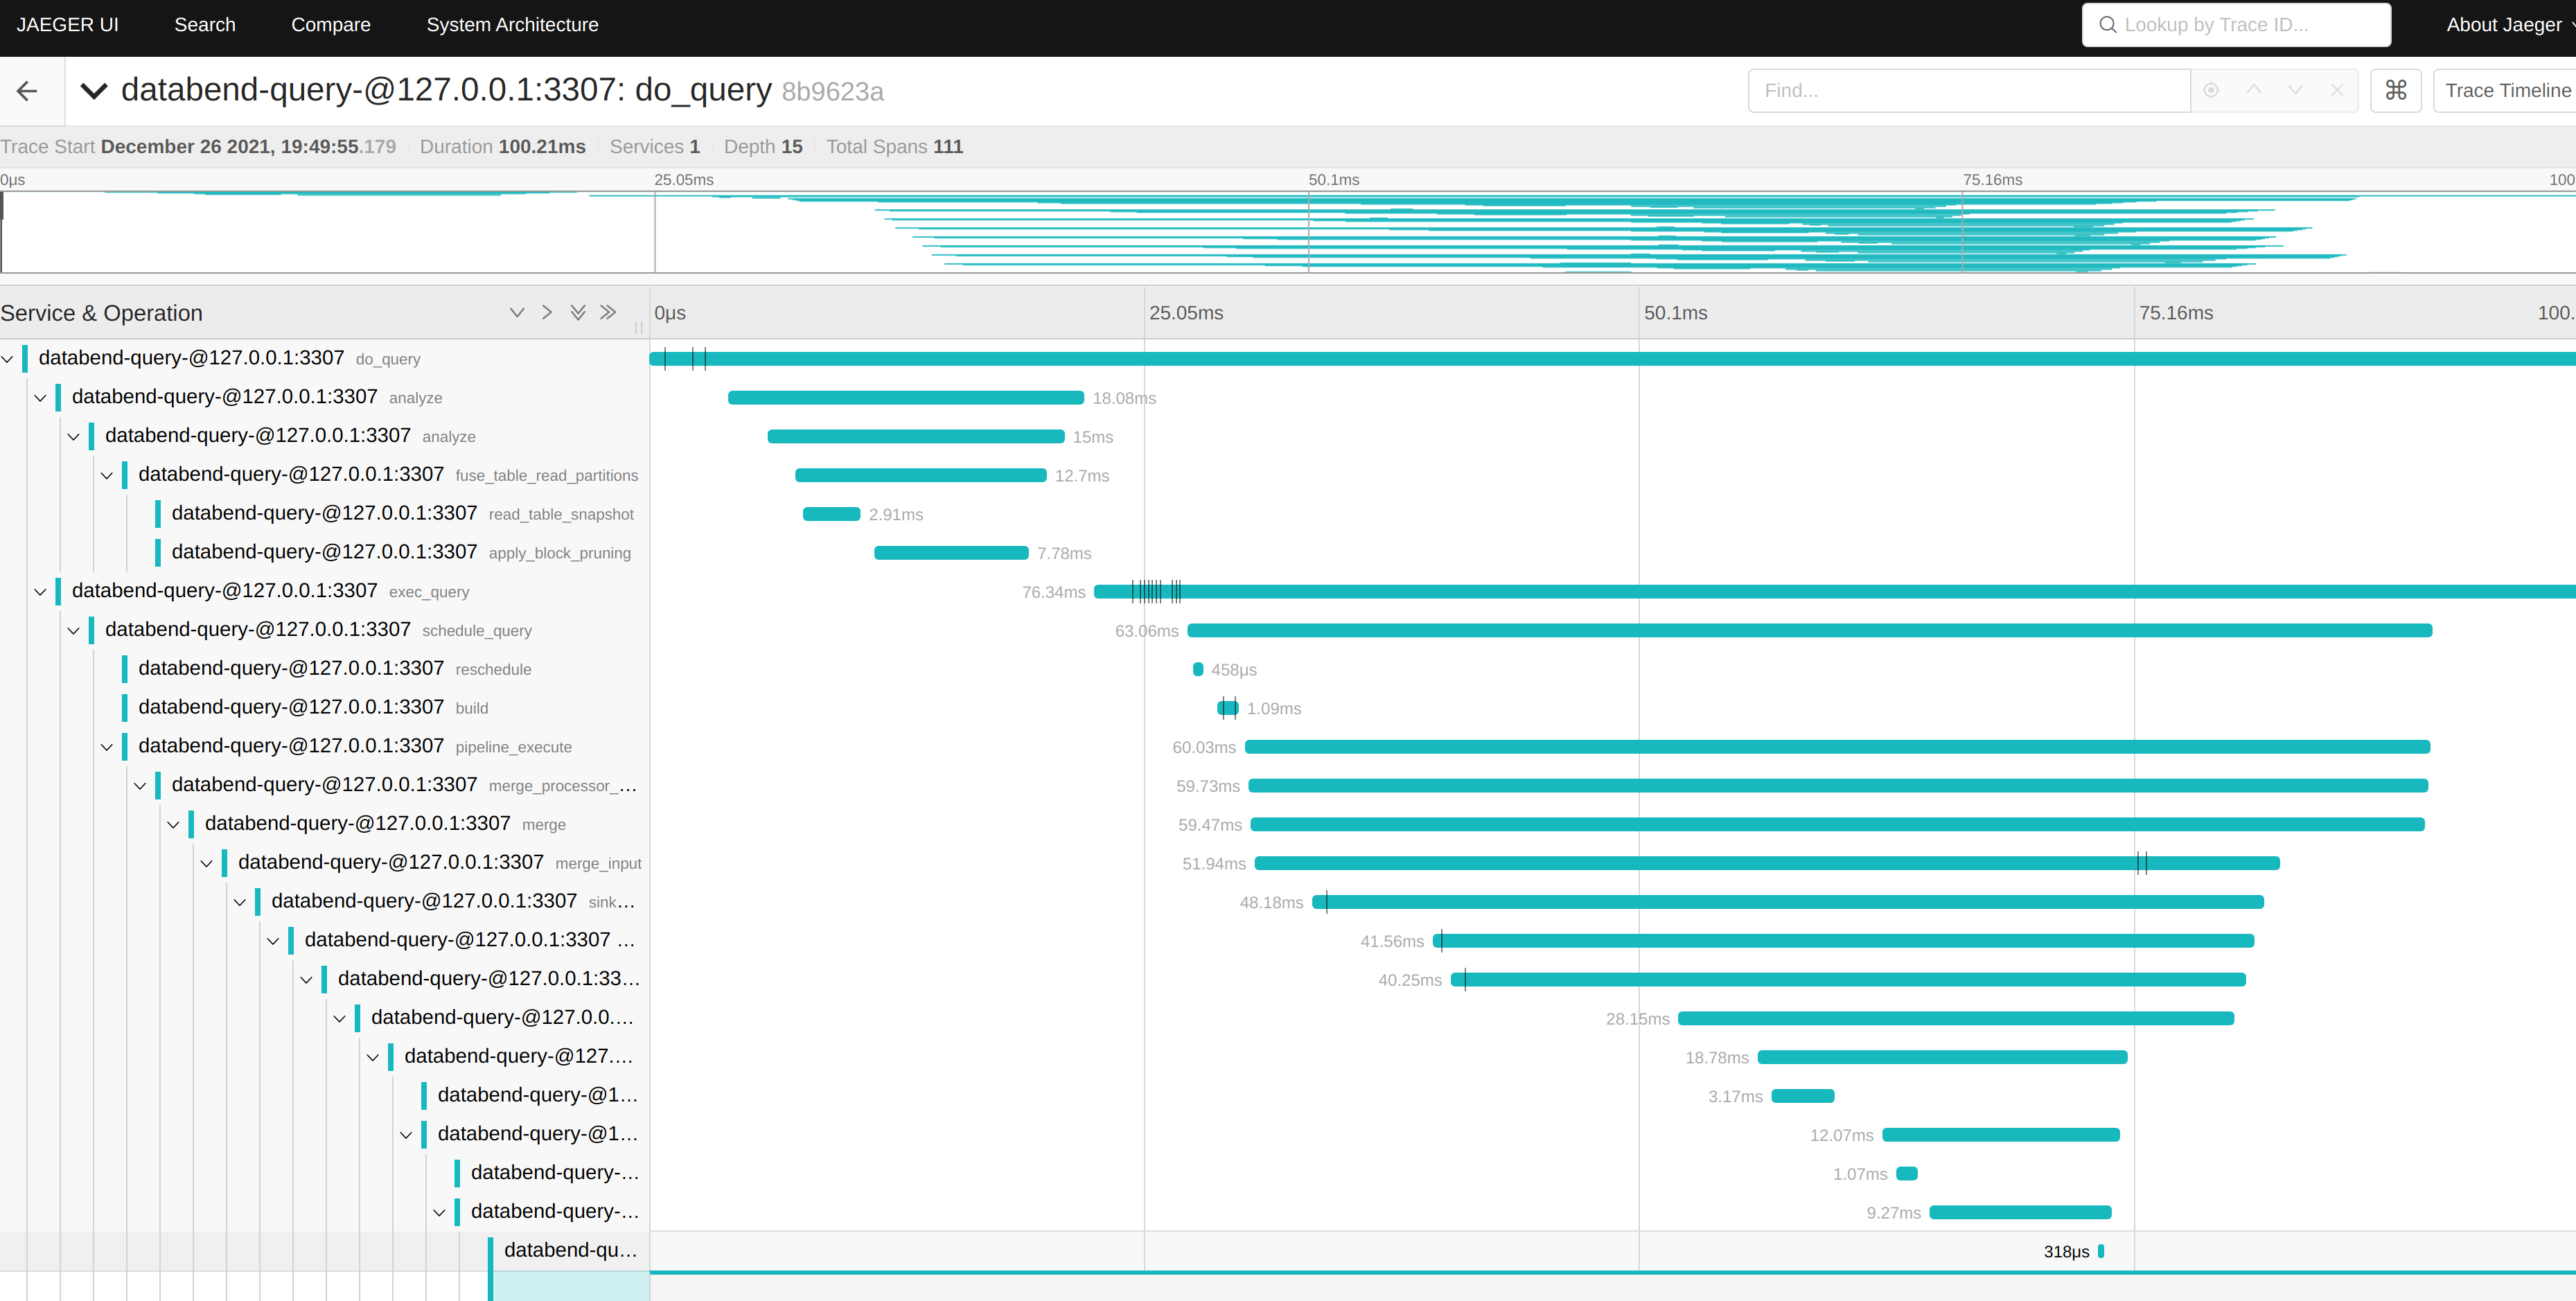 JAEGER UI Search Compare System Architecture Lookup by Trace ID... About Jaeger
databend-query-@127.0.0.1:3307: do_query 8b9623a Find... ⌘ Trace Timeline
Trace Start December 26 2021, 19:49:55.179 Duration 100.21ms Services 1 Depth 15 Total Spans 111
0μs 25.05ms 50.1ms 75.16ms 100
Service & Operation 0μs 25.05ms 50.1ms 75.16ms 100.
databend-query-@127.0.0.1:3307 do_query
databend-query-@127.0.0.1:3307 analyze 18.08ms
databend-query-@127.0.0.1:3307 analyze 15ms
databend-query-@127.0.0.1:3307 fuse_table_read_partitions 12.7ms
databend-query-@127.0.0.1:3307 read_table_snapshot 2.91ms
databend-query-@127.0.0.1:3307 apply_block_pruning 7.78ms
databend-query-@127.0.0.1:3307 exec_query 76.34ms
databend-query-@127.0.0.1:3307 schedule_query 63.06ms
databend-query-@127.0.0.1:3307 reschedule 458μs
databend-query-@127.0.0.1:3307 build 1.09ms
databend-query-@127.0.0.1:3307 pipeline_execute 60.03ms
databend-query-@127.0.0.1:3307 merge_processor_… 59.73ms
databend-query-@127.0.0.1:3307 merge 59.47ms
databend-query-@127.0.0.1:3307 merge_input 51.94ms
databend-query-@127.0.0.1:3307 sink… 48.18ms
databend-query-@127.0.0.1:3307 … 41.56ms
databend-query-@127.0.0.1:33… 40.25ms
databend-query-@127.0.0.… 28.15ms
databend-query-@127.… 18.78ms
databend-query-@1… 3.17ms
databend-query-@1… 12.07ms
databend-query-… 1.07ms
databend-query-… 9.27ms
databend-qu… 318μs